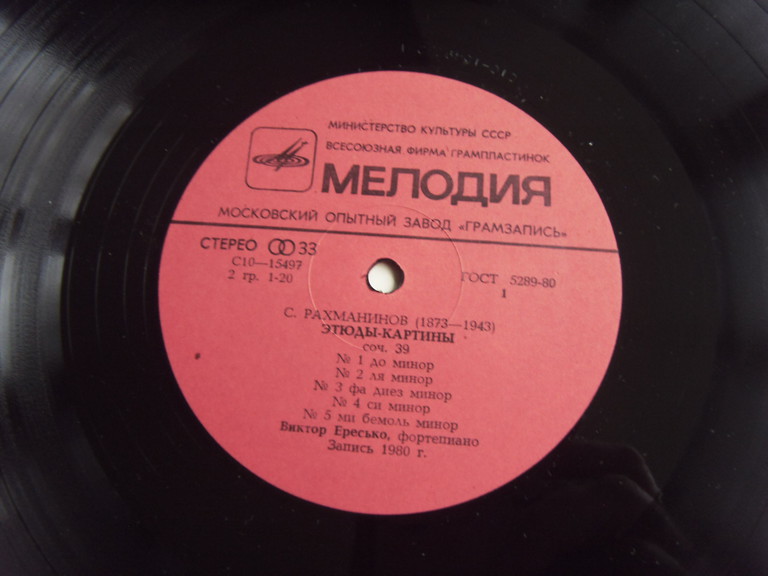 МИНИСТЕРСТВО КУЛЬТУРЫ СССР
ВСЕСОЮЗНАЯ ФИРМА ГРАМПЛАСТИНОК
МЕЛОДИЯ
МОСКОВСКИЙ ОПЫТНЫЙ ЗАВОД «ГРАМЗАПИСЬ»
СТЕРЕО 33
С10—15497
2 гр. 1-20
ГОСТ 5289-80
1
С. РАХМАНИНОВ (1873—1943)
ЭТЮДЫ-КАРТИНЫ
соч. 39
№ 1 до минор
№ 2 ля минор
№ 3 фа диез минор
№ 4 си минор
№ 5 ми бемоль минор
Виктор Ересько, фортепиано
Запись 1980 г.